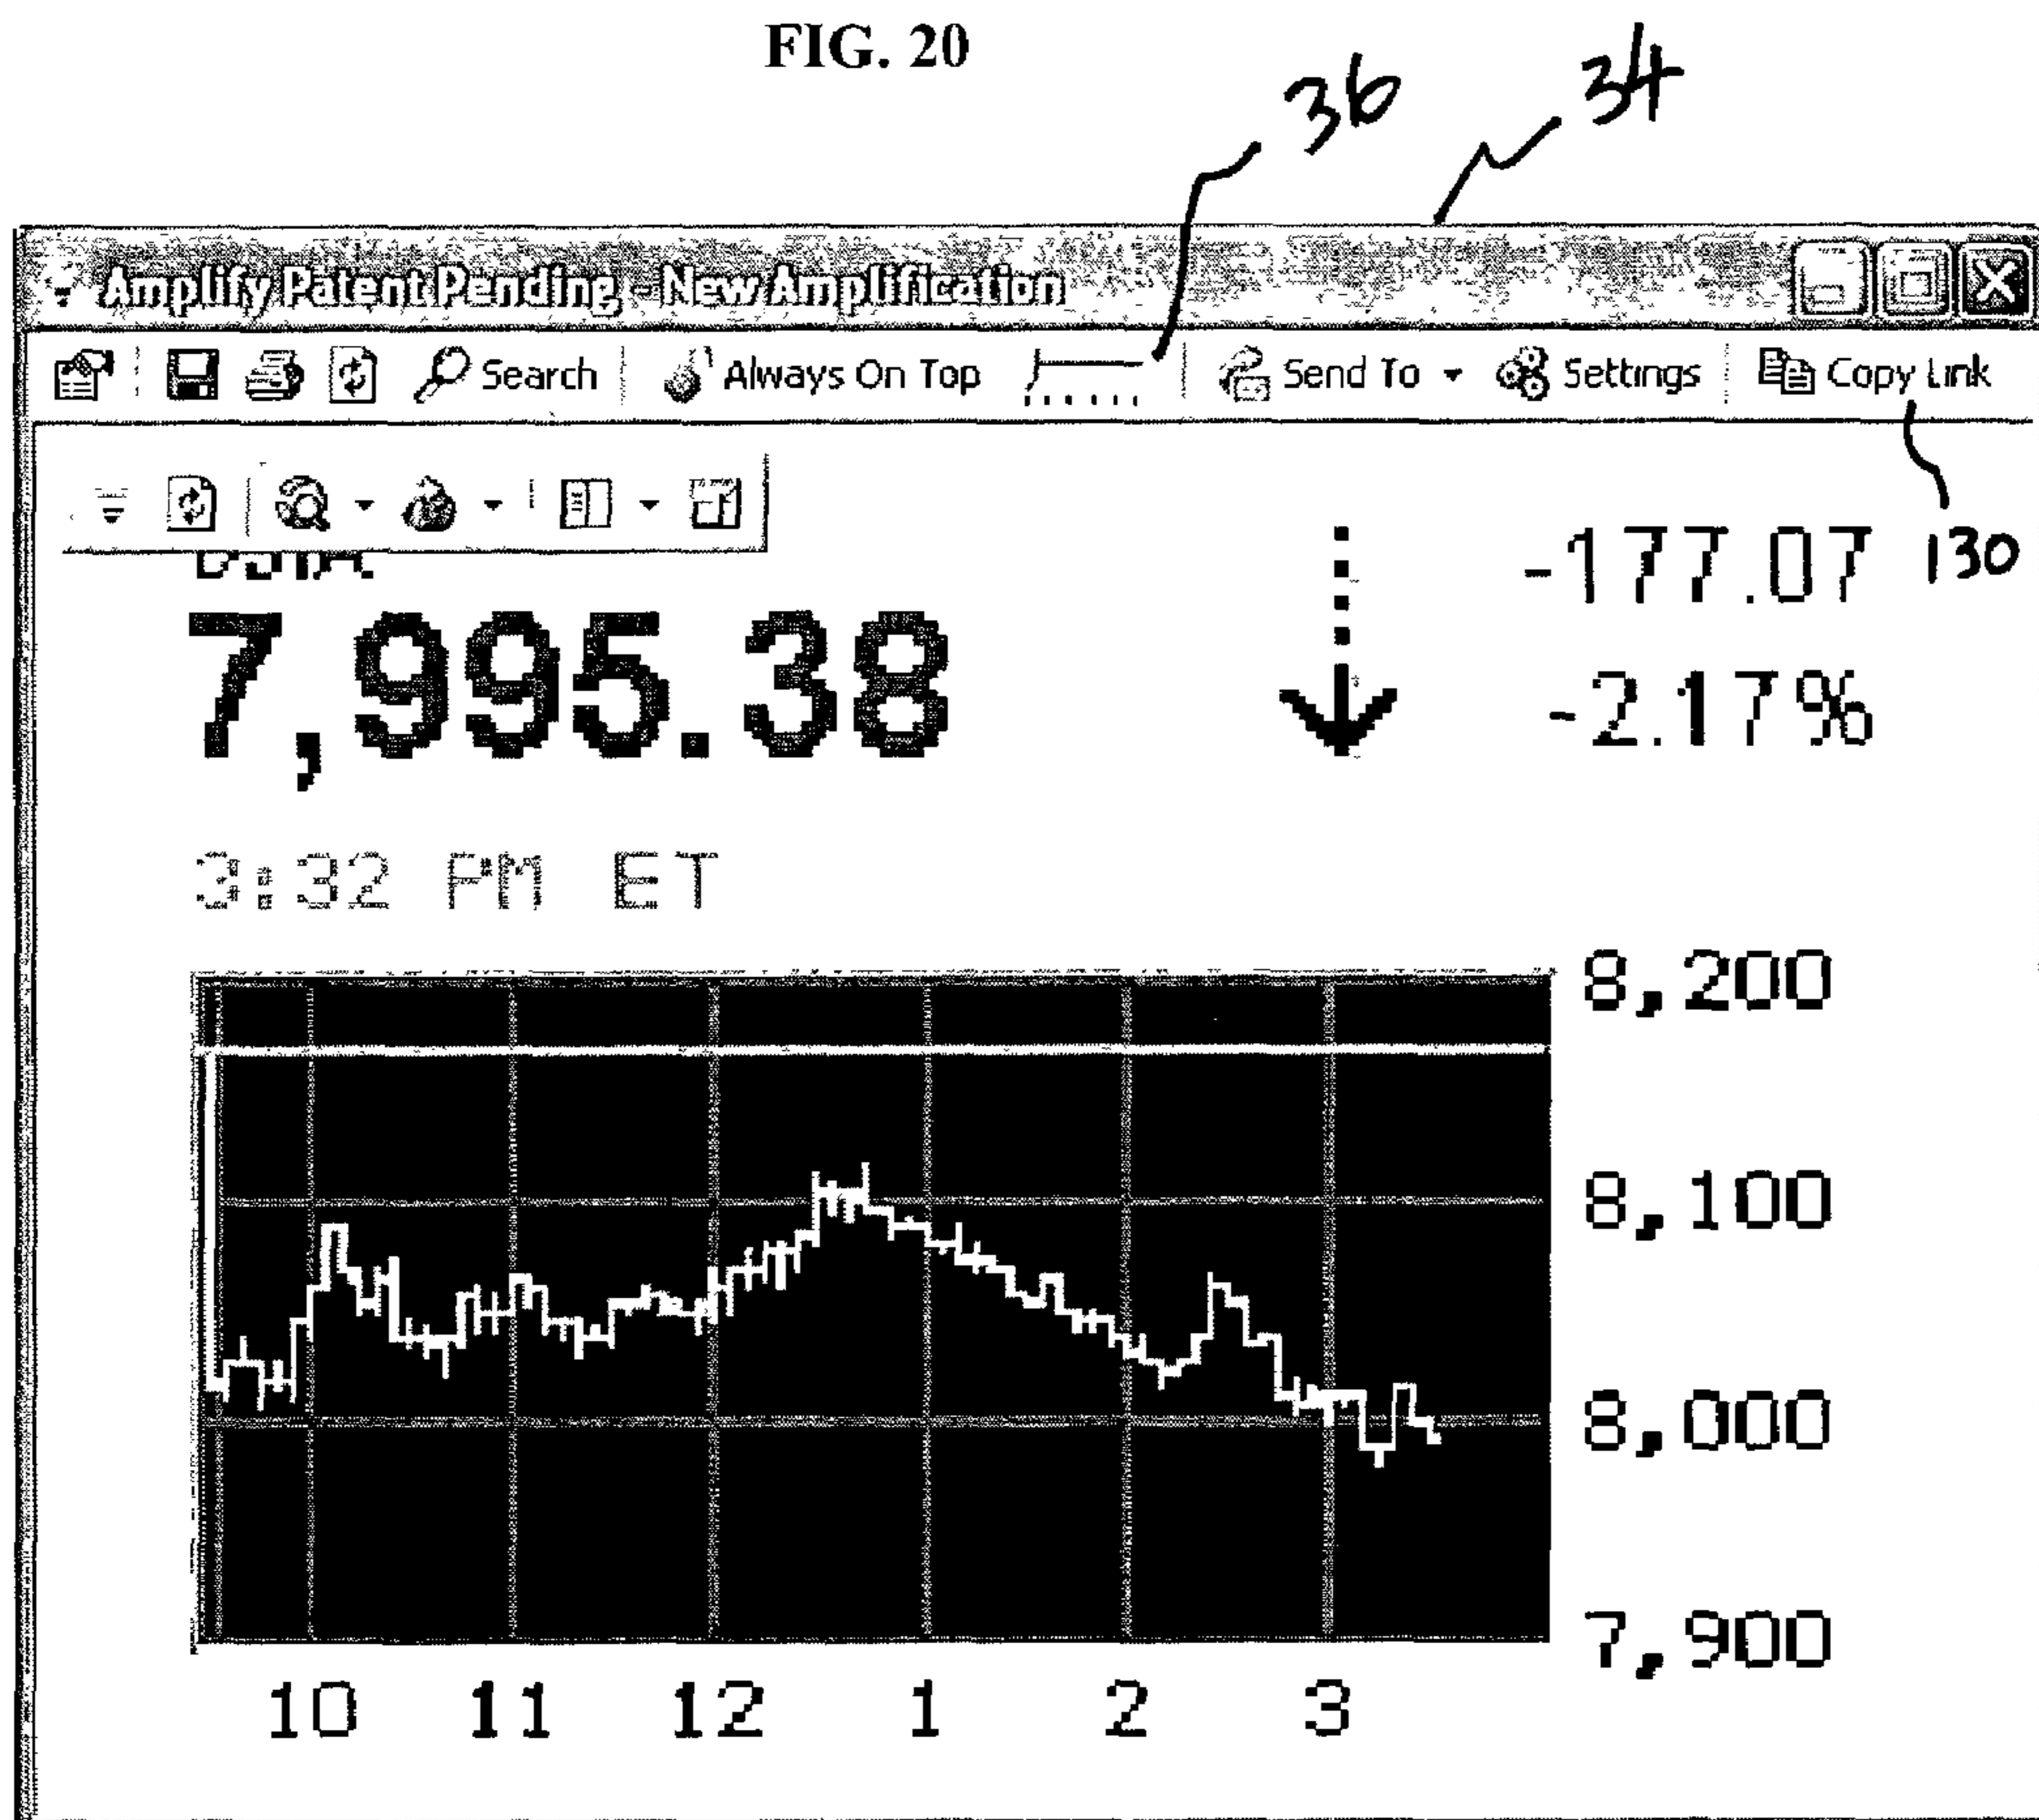 FIG. 20
36
34
Amplify Patent Pending - New Amplification
Search Always On Top Send To Settings Copy Link
-177.07 130
7,995.38
-2.17%
3:32 PM ET
8,200
8,100
8,000
7,900
10 11 12 1 2 3